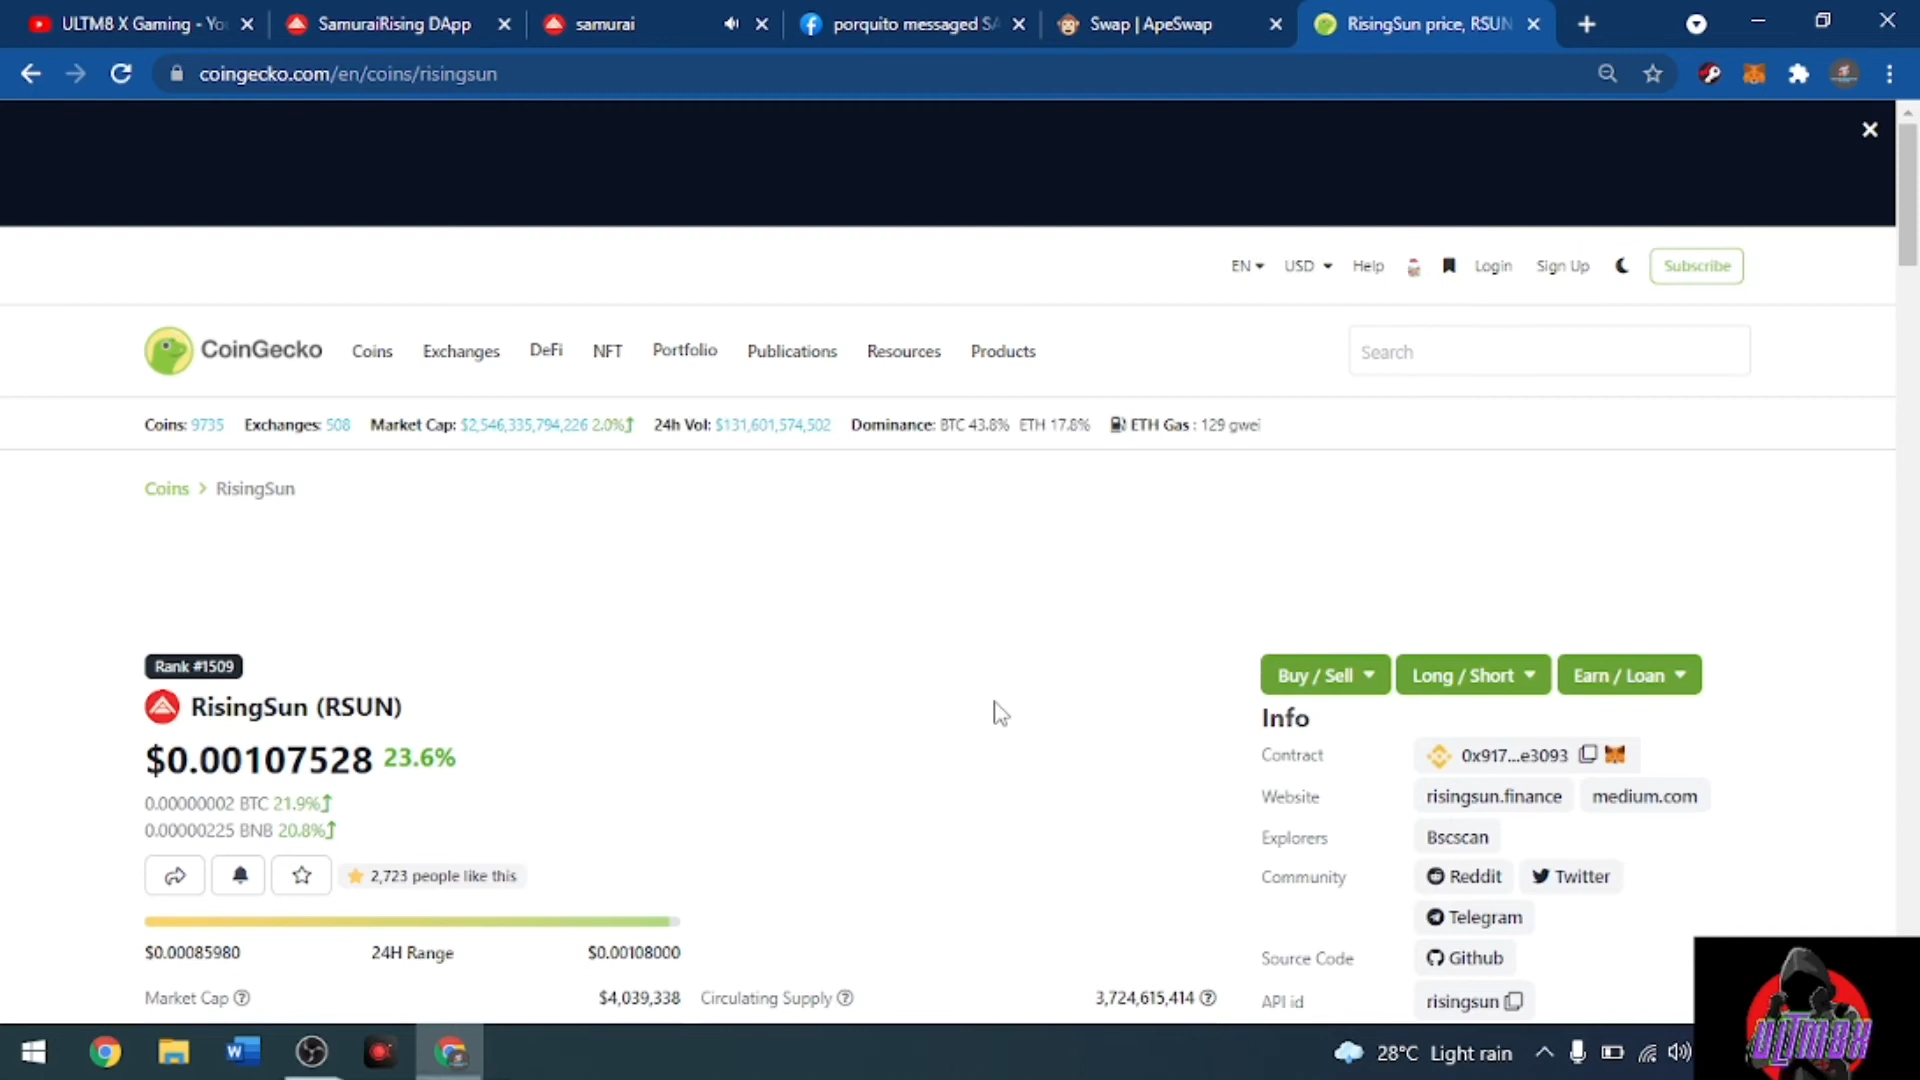 ULTM8 X Gaming - Yo
SamuraiRising DApp
samurai
porquito messaged SA
Swap | ApeSwap
RisingSun price, RSUN
coingecko.com/en/coins/risingsun
EN
USD
Help
Login
Sign Up
Subscribe
CoinGecko
Coins
Exchanges
DeFi
NFT
Portfolio
Publications
Resources
Products
Search
Coins: 9735
Exchanges: 508
Market Cap: $2,546,335,794,226 2.0%
24h Vol: $131,601,574,502
Dominance: BTC 43.8% ETH 17.8%
ETH Gas : 129 gwei
Coins > RisingSun
Rank #1509
RisingSun (RSUN)
$0.00107528 23.6%
0.00000002 BTC 21.9%
0.00000225 BNB 20.8%
2,723 people like this
$0.00085980
24H Range
$0.00108000
Market Cap
$4,039,338
Circulating Supply
3,724,615,414
Buy / Sell
Long / Short
Earn / Loan
Info
Contract
0x917...e3093
Website
risingsun.finance
medium.com
Explorers
Bscscan
Community
Reddit
Twitter
Telegram
Source Code
Github
API id
risingsun
28°C Light rain
ULTM8X